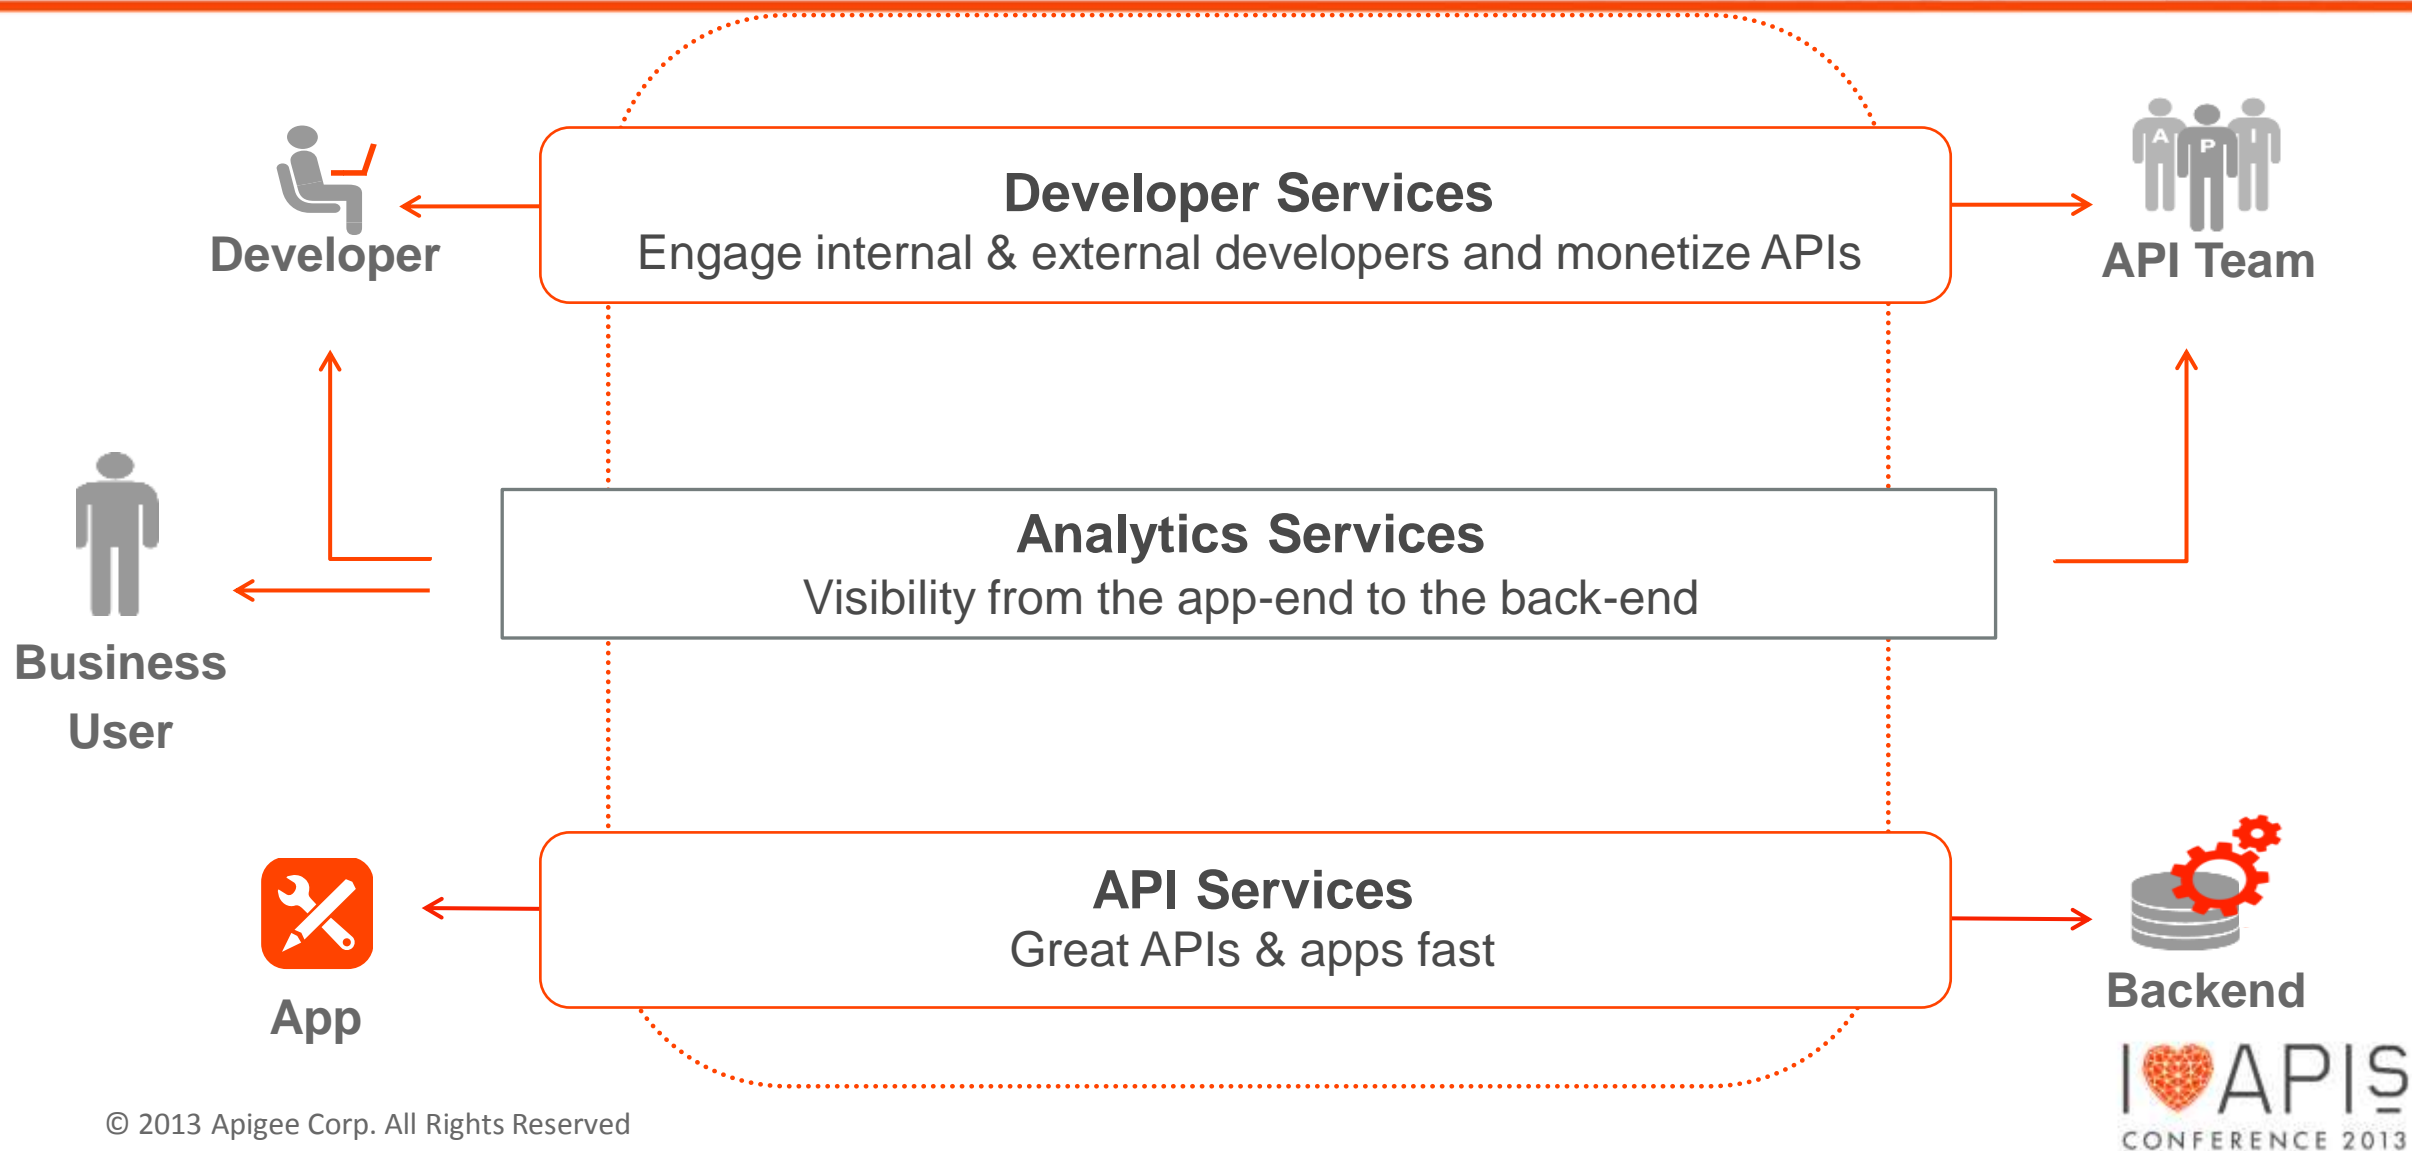 Developer Services
Engage internal & external developers and monetize APIs
Developer
A P I
API Team
Analytics Services
Visibility from the app-end to the back-end
Business
User
API Services
Great APIs & apps fast
App
Backend
I APIS
CONFERENCE 2013
© 2013 Apigee Corp. All Rights Reserved